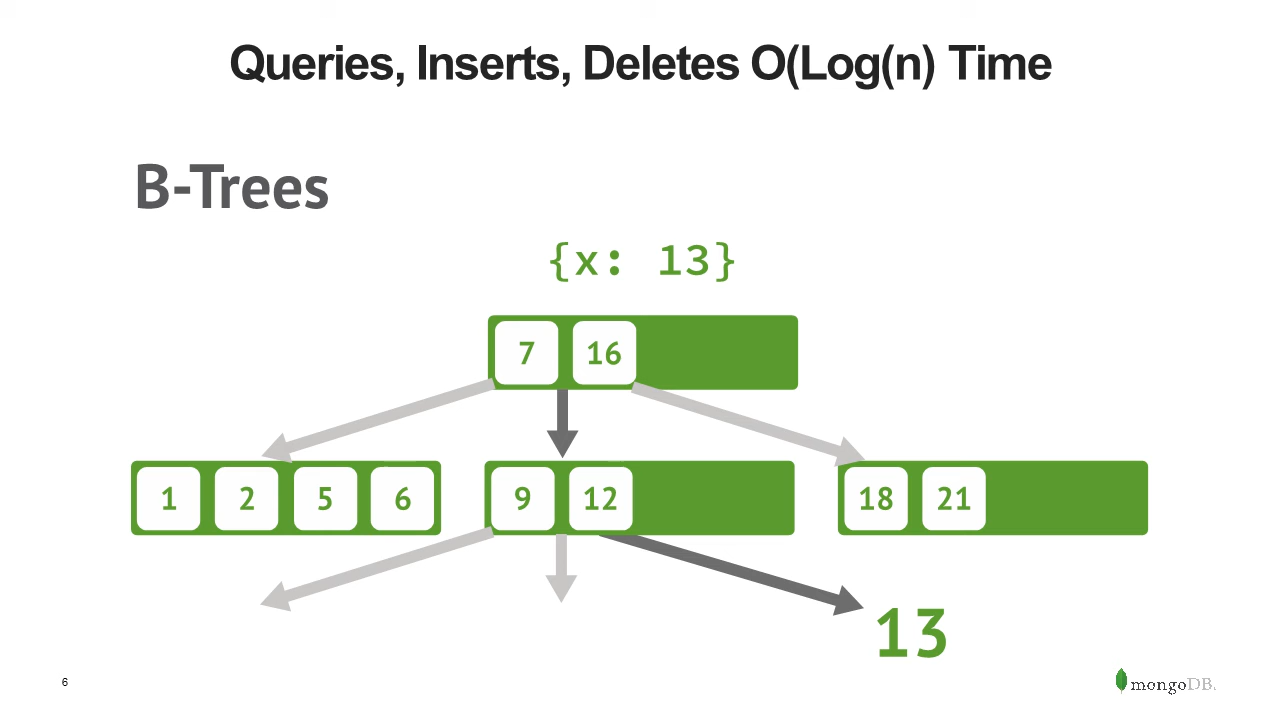 Queries, Inserts, Deletes O(Log(n) Time
B-Trees
{x: 13}
7 16
1 2 5 6 9 12 18 21
13
6
mongoDB.